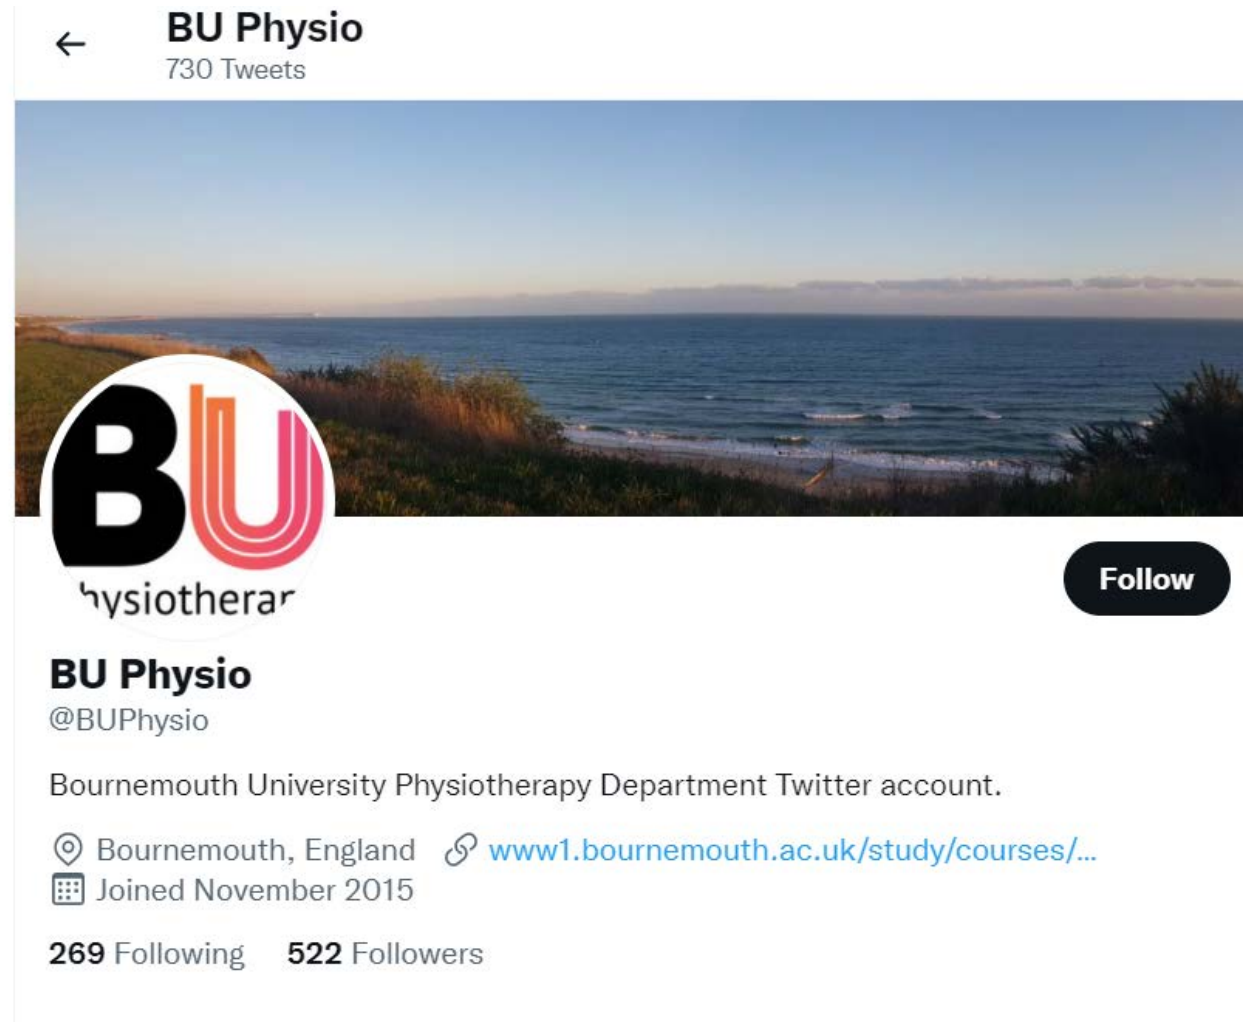 BU Physio
730 Tweets
BU
hysiotherap
Follow
BU Physio
@BUPhysio
Bournemouth University Physiotherapy Department Twitter account.
Bournemouth, England www1.bournemouth.ac.uk/study/courses/...
Joined November 2015
269 Following 522 Followers